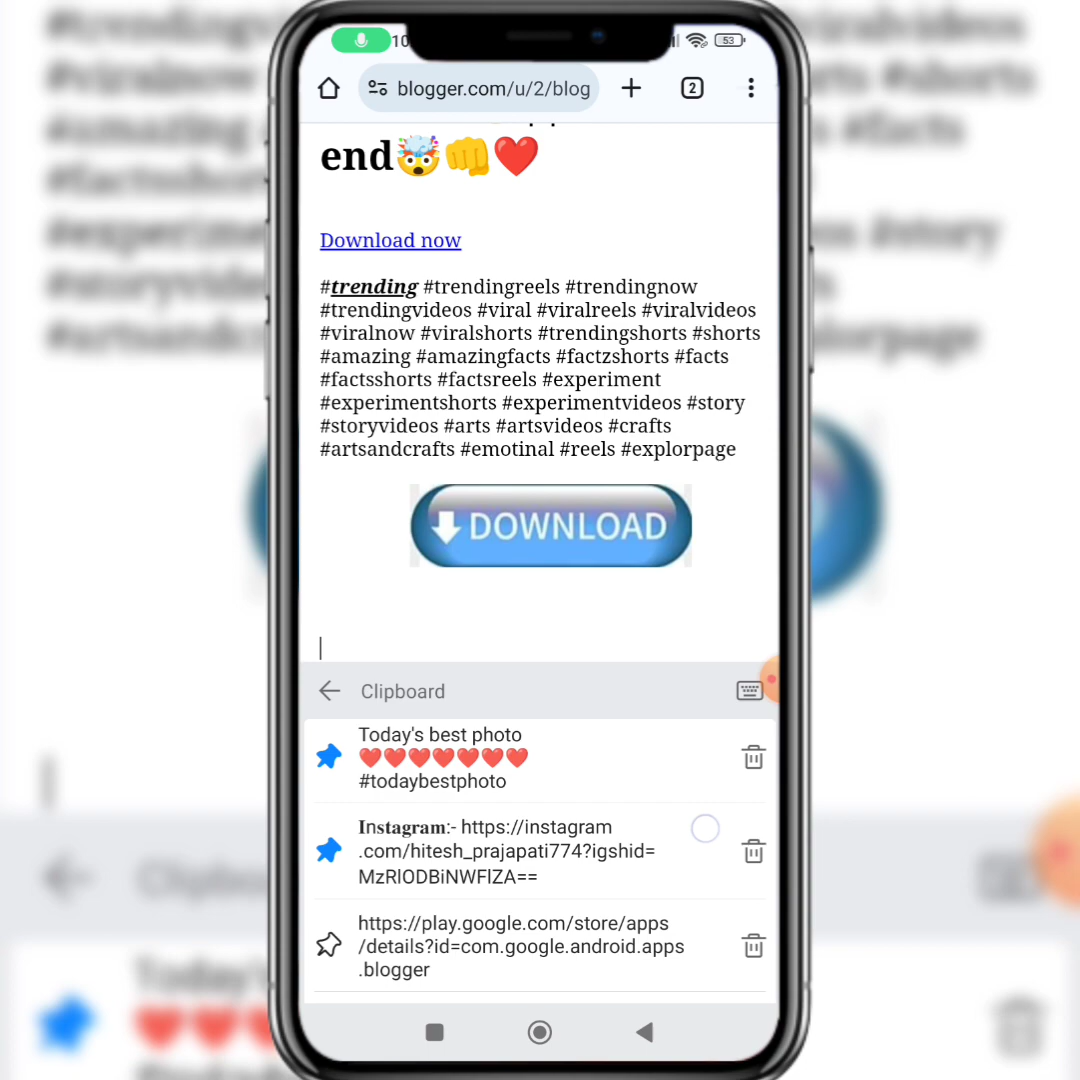 10
53
blogger.com/u/2/blog
2
end🤯👊❤️
Download now
#trending #trendingreels #trendingnow
#trendingvideos #viral #viralreels #viralvideos
#viralnow #viralshorts #trendingshorts #shorts
#amazing #amazingfacts #factzshorts #facts
#factsshorts #factsreels #experiment
#experimentshorts #experimentvideos #story
#storyvideos #arts #artsvideos #crafts
#artsandcrafts #emotinal #reels #explorpage
DOWNLOAD
Clipboard
Today's best photo
❤️❤️❤️❤️❤️❤️❤️
#todaybestphoto
𝐈n𝐬𝐭𝐚𝐠𝐫𝐚𝐦:- https://instagram
.com/hitesh_prajapati774?igshid=
MzRlODBiNWFlZA==
https://play.google.com/store/apps
/details?id=com.google.android.apps
.blogger